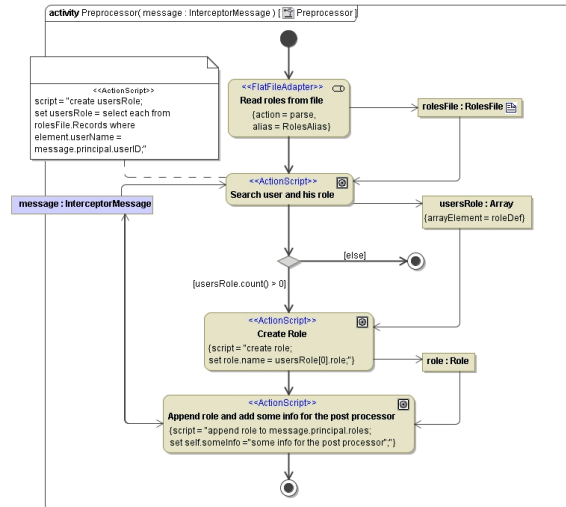 activity Preprocessor( message : InterceptorMessage ) [ Preprocessor ]
<<ActionScript>>
script = "create usersRole;
set usersRole = select each from
rolesFile.Records where
element.userName =
message.principal.userID;"
<<FlatFileAdapter>>
Read roles from file
{action = parse,
alias = RolesAlias}
rolesFile : RolesFile
<<ActionScript>>
Search user and his role
message : InterceptorMessage
usersRole : Array
{arrayElement = roleDef}
[else]
[usersRole.count() > 0]
<<ActionScript>>
Create Role
{script = "create role;
set role.name = usersRole[0].role;"}
role : Role
<<ActionScript>>
Append role and add some info for the post processor
{script = "append role to message.principal.roles;
set self.someInfo ="some info for the post processor";"}